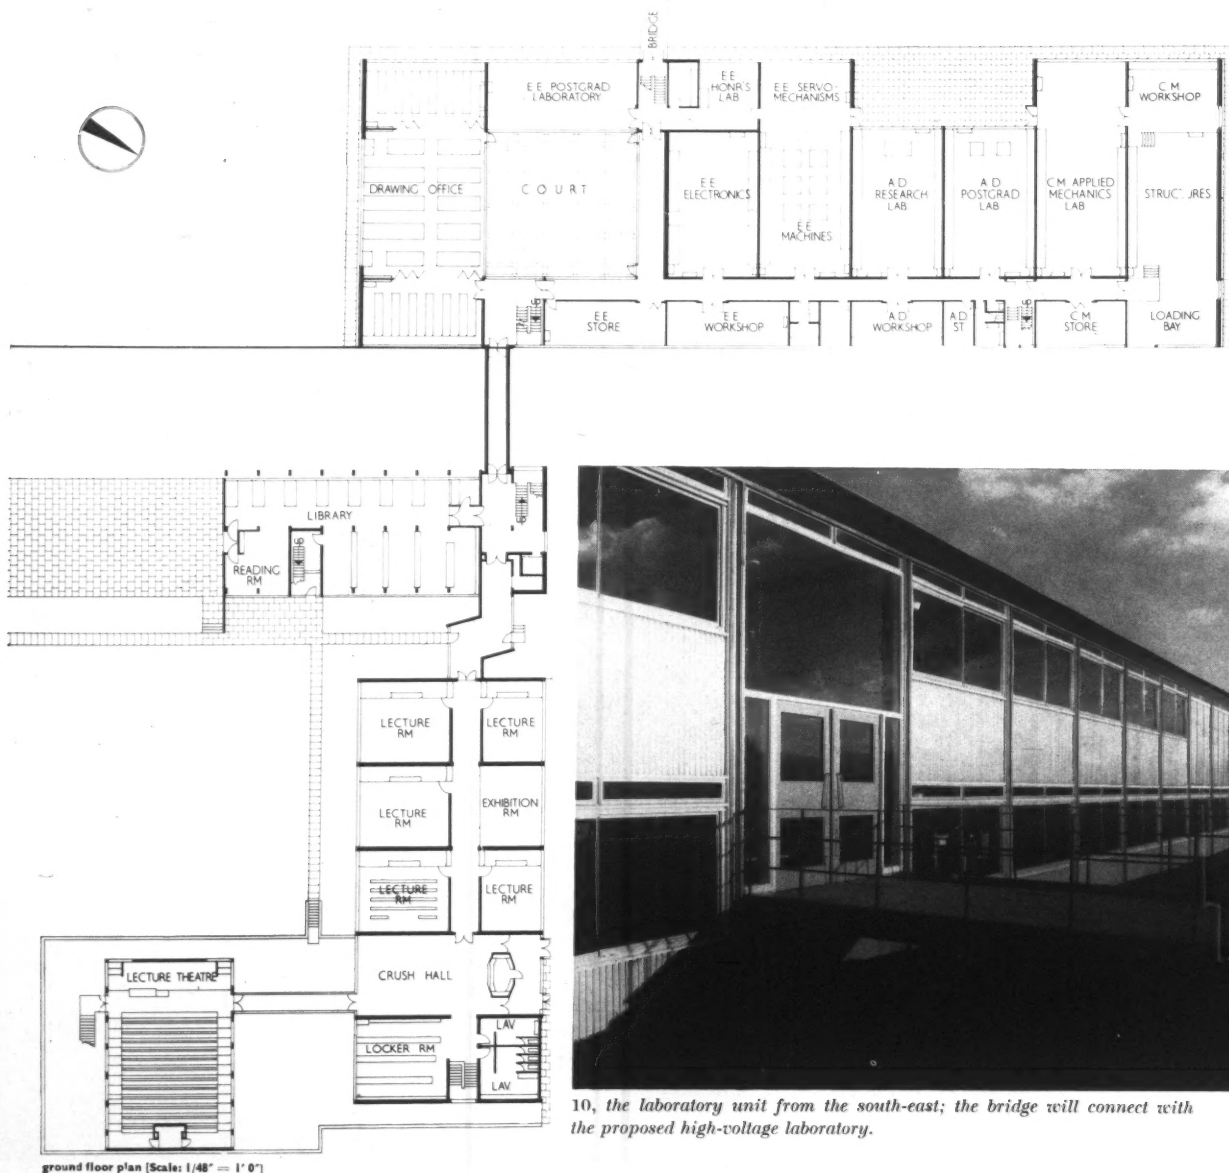 BRIDGE
E E POSTGRAD
LABORATORY
E E
HONR'S
LAB
E E SERVO-
MECHANISMS
C M
WORKSHOP
DRAWING OFFICE
COURT
E E
ELECTRONICS
E E
MACHINES
A D
RESEARCH
LAB.
A D
POSTGRAD
LAB
C M APPLIED
MECHANICS
LAB
STRUCTURES
UP
E E
STORE
E E
WORKSHOP
A D
WORKSHOP
A D
ST
UP
C M
STORE
LOADING
BAY
LIBRARY
UP
UP
READING
RM
LECTURE
RM
LECTURE
RM
LECTURE
RM
EXHIBITION
RM
LECTURE
RM
LECTURE
RM
LECTURE THEATRE
CRUSH HALL
LOCKER RM
LAV
LAV.
10, the laboratory unit from the south-east; the bridge will connect with
the proposed high-voltage laboratory.
ground floor plan [Scale: 1/48" = 1' 0"]